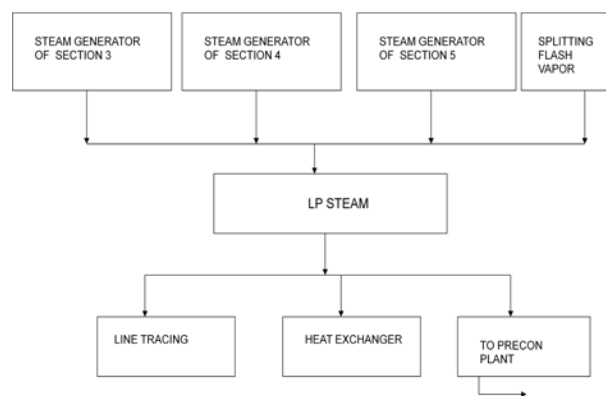 STEAM GENERATOR
OF SECTION 3
STEAM GENERATOR
OF SECTION 4
STEAM GENERATOR
OF SECTION 5
SPLITTING
FLASH
VAPOR
LP STEAM
LINE TRACING
HEAT EXCHANGER
TO PRECON
PLANT